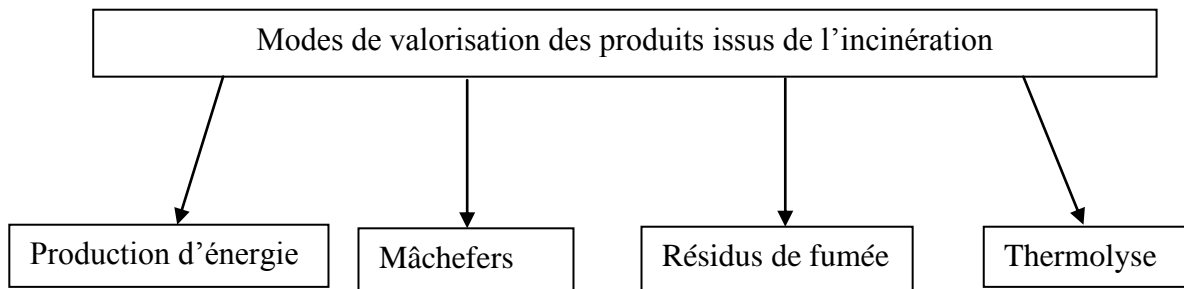 Modes de valorisation des produits issus de l’incinération
Production d’énergie
Mâchefers
Résidus de fumée
Thermolyse